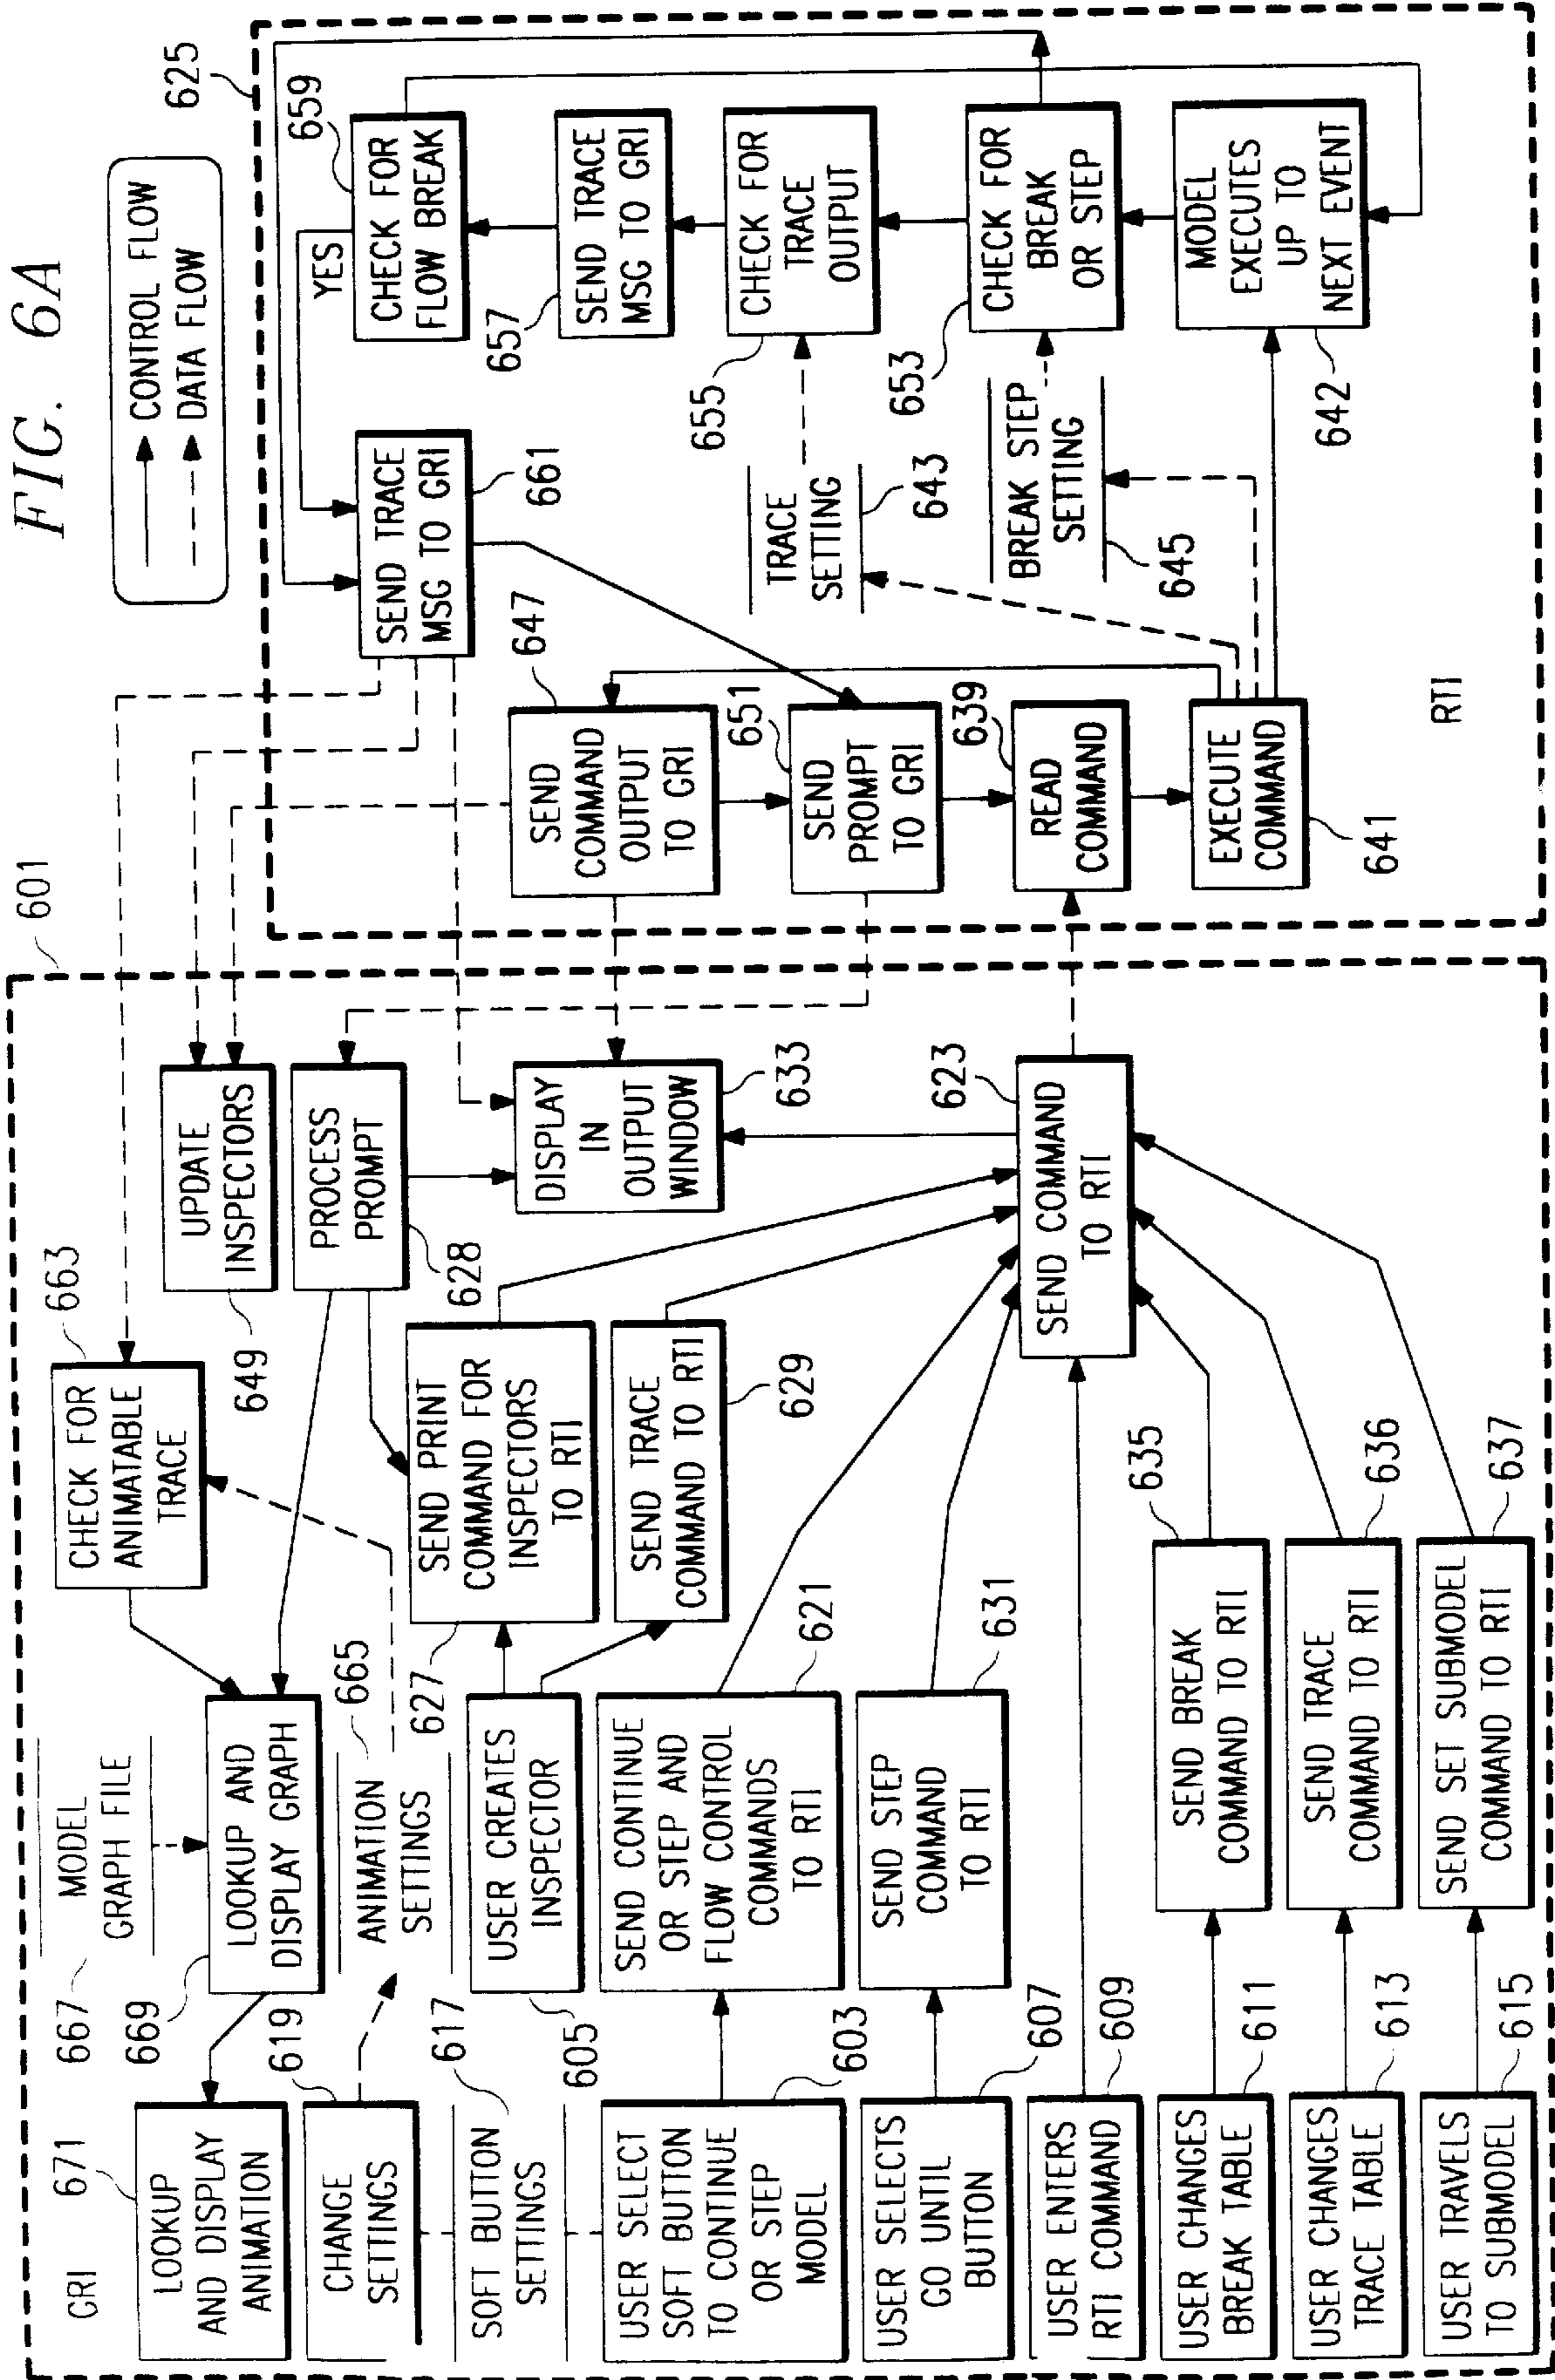 FIG. 6A
CONTROL FLOW
DATA FLOW
601
625
GRI
671
LOOKUP
AND DISPLAY
ANIMATION
667
MODEL
GRAPH FILE
669
LOOKUP AND
DISPLAY GRAPH
663
CHECK FOR
ANIMATABLE
TRACE
619
CHANGE
SETTINGS
665
ANIMATION
SETTINGS
649
UPDATE
INSPECTORS
628
PROCESS
PROMPT
617
SOFT BUTTON
SETTINGS
605
USER CREATES
INSPECTOR
627
SEND PRINT
COMMAND FOR
INSPECTORS
TO RTI
629
SEND TRACE
COMMAND TO RTI
633
DISPLAY
IN
OUTPUT
WINDOW
603
USER SELECT
SOFT BUTTON
TO CONTINUE
OR STEP
MODEL
621
SEND CONTINUE
OR STEP AND
FLOW CONTROL
COMMANDS
TO RTI
607
USER SELECTS
GO UNTIL
BUTTON
631
SEND STEP
COMMAND
TO RTI
623
SEND COMMAND
TO RTI
609
USER ENTERS
RTI COMMAND
611
USER CHANGES
BREAK TABLE
635
SEND BREAK
COMMAND TO RTI
613
USER CHANGES
TRACE TABLE
636
SEND TRACE
COMMAND TO RTI
615
USER TRAVELS
TO SUBMODEL
637
SEND SET SUBMODEL
COMMAND TO RTI
661
SEND TRACE
MSG TO GRI
YES
659
CHECK FOR
FLOW BREAK
647
SEND
COMMAND
OUTPUT
TO GRI
657
SEND TRACE
MSG TO GRI
651
SEND
PROMPT
TO GRI
643
TRACE
SETTING
655
CHECK FOR
TRACE
OUTPUT
639
READ
COMMAND
645
BREAK STEP
SETTING
653
CHECK FOR
BREAK
OR STEP
641
EXECUTE
COMMAND
642
MODEL
EXECUTES
UP TO
NEXT EVENT
RTI